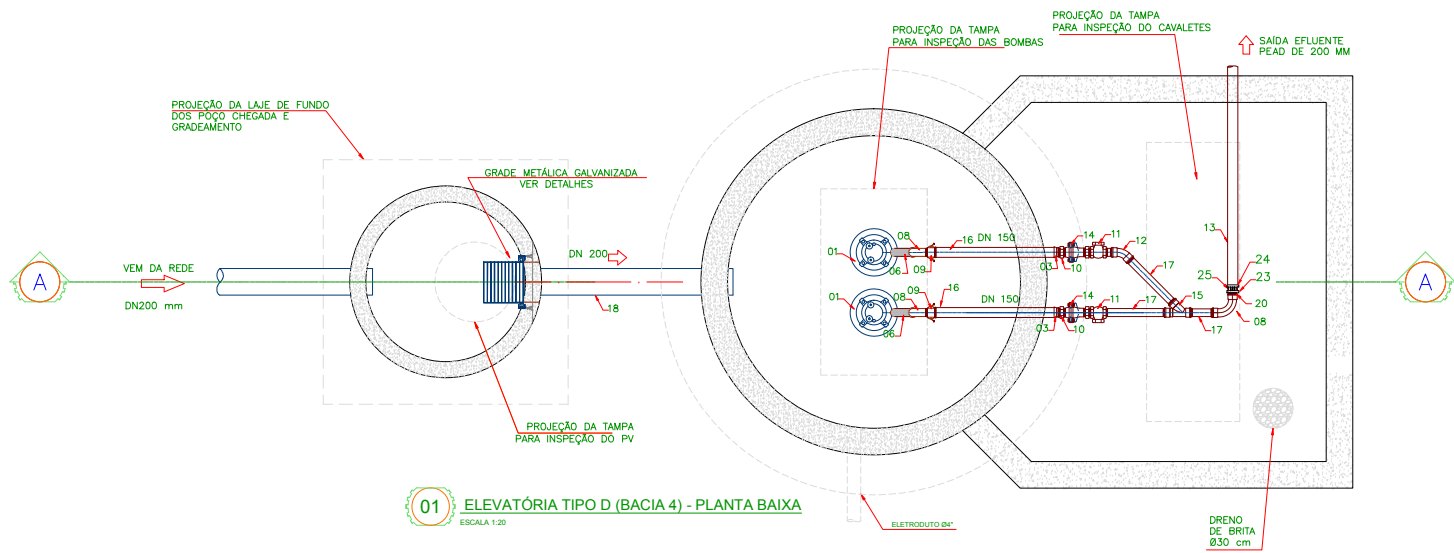 PROJEÇÃO DA TAMPA
PARA INSPEÇÃO DO CAVALETES
PROJEÇÃO DA TAMPA
PARA INSPEÇÃO DAS BOMBAS
SAÍDA EFLUENTE
PEAD DE 200 MM
PROJEÇÃO DA LAJE DE FUNDO
DOS POÇO CHEGADA E
GRADEAMENTO
GRADE METÁLICA GALVANIZADA
VER DETALHES
A
VEM DA REDE
DN200 mm
DN 200
18
01
08
06
09
16
DN 150
03
10
14
11
12
17
13
01
08
06
09
16
DN 150
03
10
14
11
17
15
17
25
24
23
20
08
A
PROJEÇÃO DA TAMPA
PARA INSPEÇÃO DO PV
01
ELEVATÓRIA TIPO D (BACIA 4) - PLANTA BAIXA
ESCALA 1:20
ELETRODUTO Ø4"
DRENO
DE BRITA
Ø30 cm